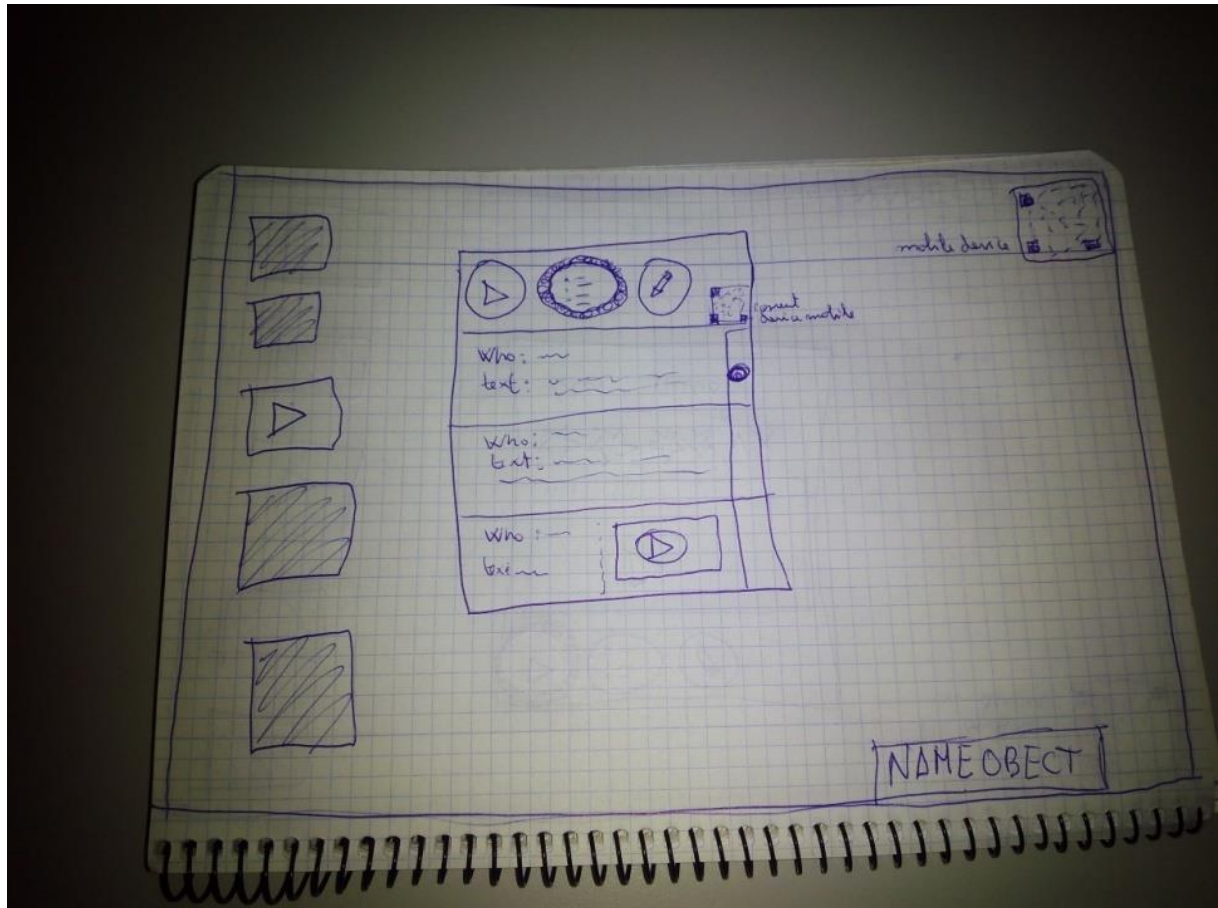 mobile device
connect
device mobile
Who:
text:
Who:
text:
Who:
NAMEOBECT